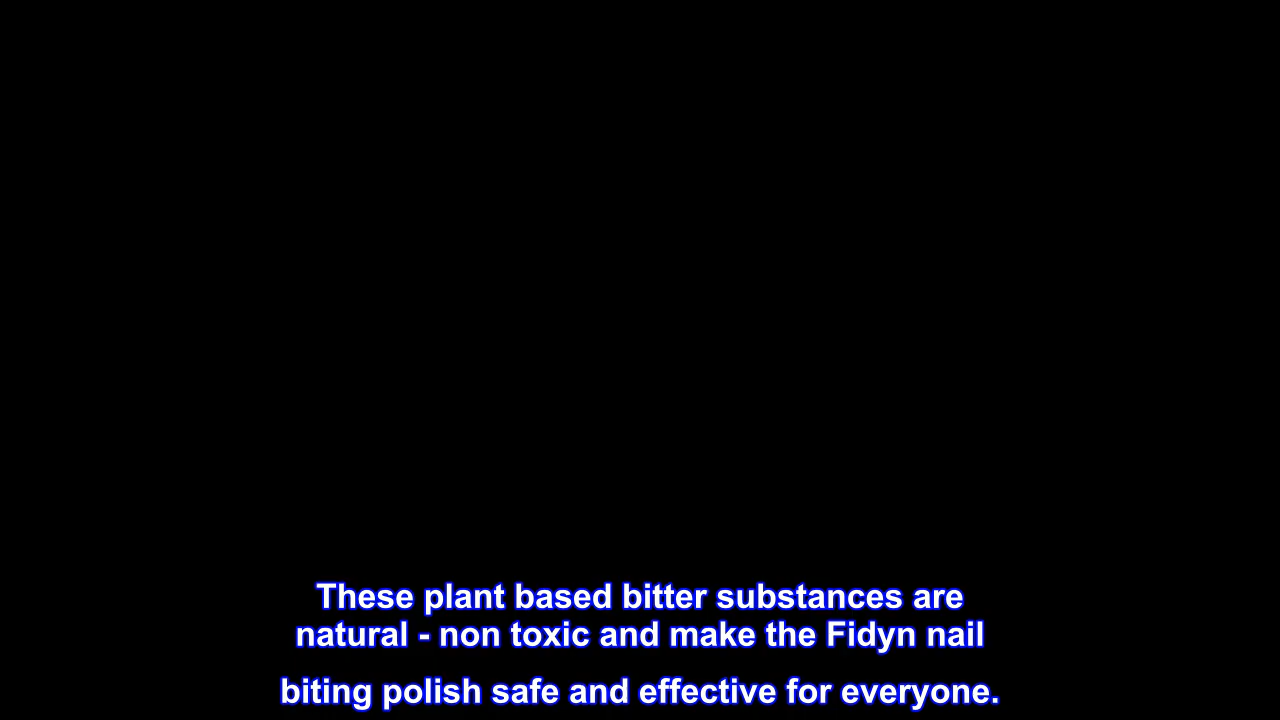 These plant based bitter substances are
natural - non toxic and make the Fidyn nail
biting polish safe and effective for everyone.